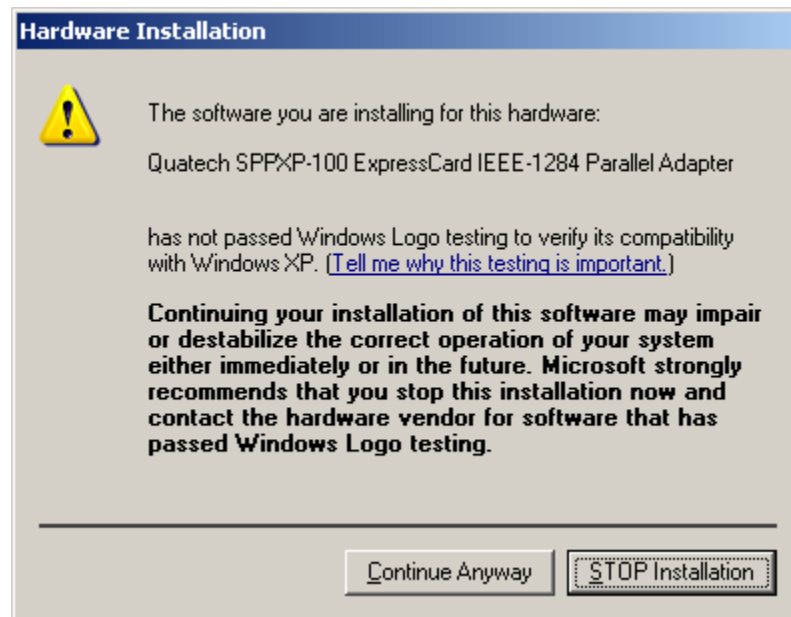 Hardware Installation
The software you are installing for this hardware:
Quatech SPPXP-100 ExpressCard IEEE-1284 Parallel Adapter
has not passed Windows Logo testing to verify its compatibility
with Windows XP. (Tell me why this testing is important.)
Continuing your installation of this software may impair
or destabilize the correct operation of your system
either immediately or in the future. Microsoft strongly
recommends that you stop this installation now and
contact the hardware vendor for software that has
passed Windows Logo testing.
Continue Anyway
STOP Installation